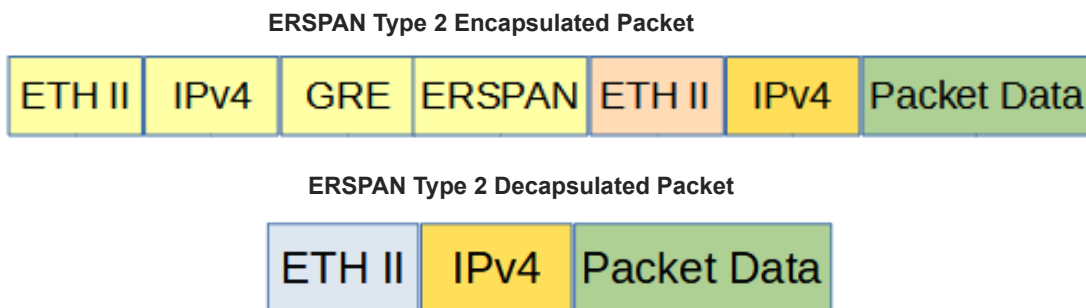 ERSPAN Type 2 Encapsulated Packet
ETH II IPv4 GRE ERSPAN ETH II IPv4 Packet Data
ERSPAN Type 2 Decapsulated Packet
ETH II IPv4 Packet Data